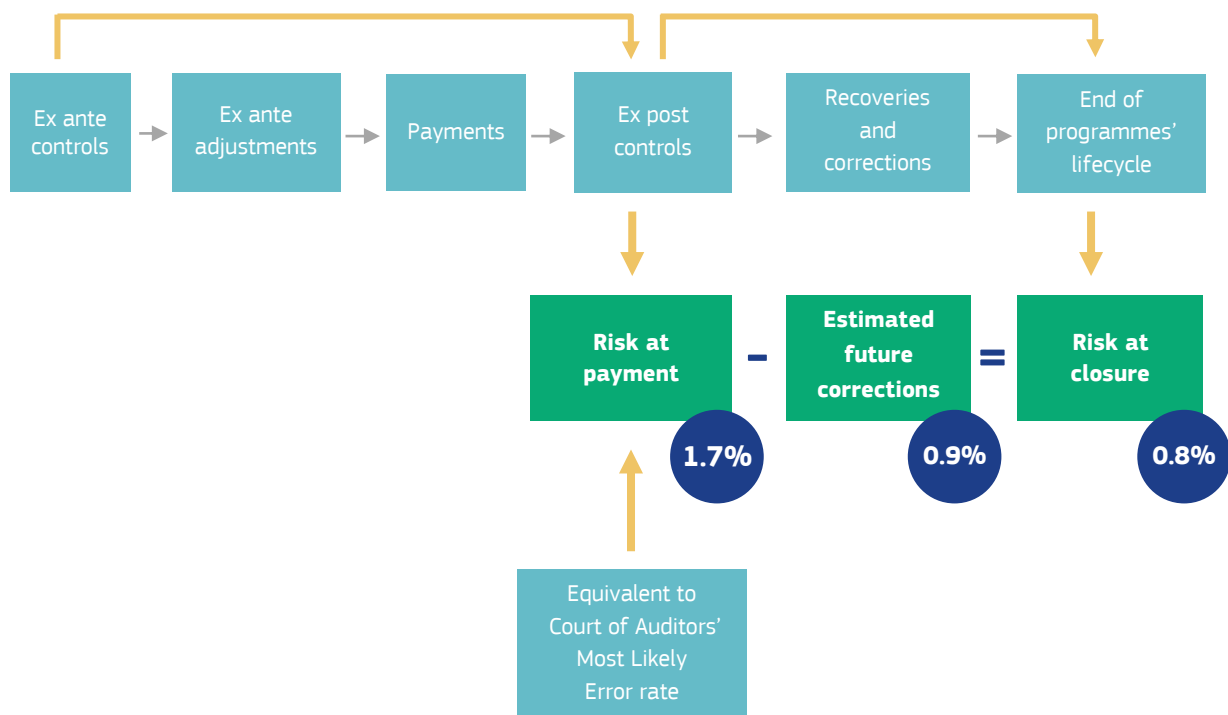 Ex ante
controls
Ex ante
adjustments
Payments
Ex post
controls
Recoveries
and
corrections
End of
programmes'
lifecycle
Risk at
payment
1.7%
-
Estimated
future
corrections
0.9%
=
Risk at
closure
0.8%
Equivalent to
Court of Auditors'
Most Likely
Error rate